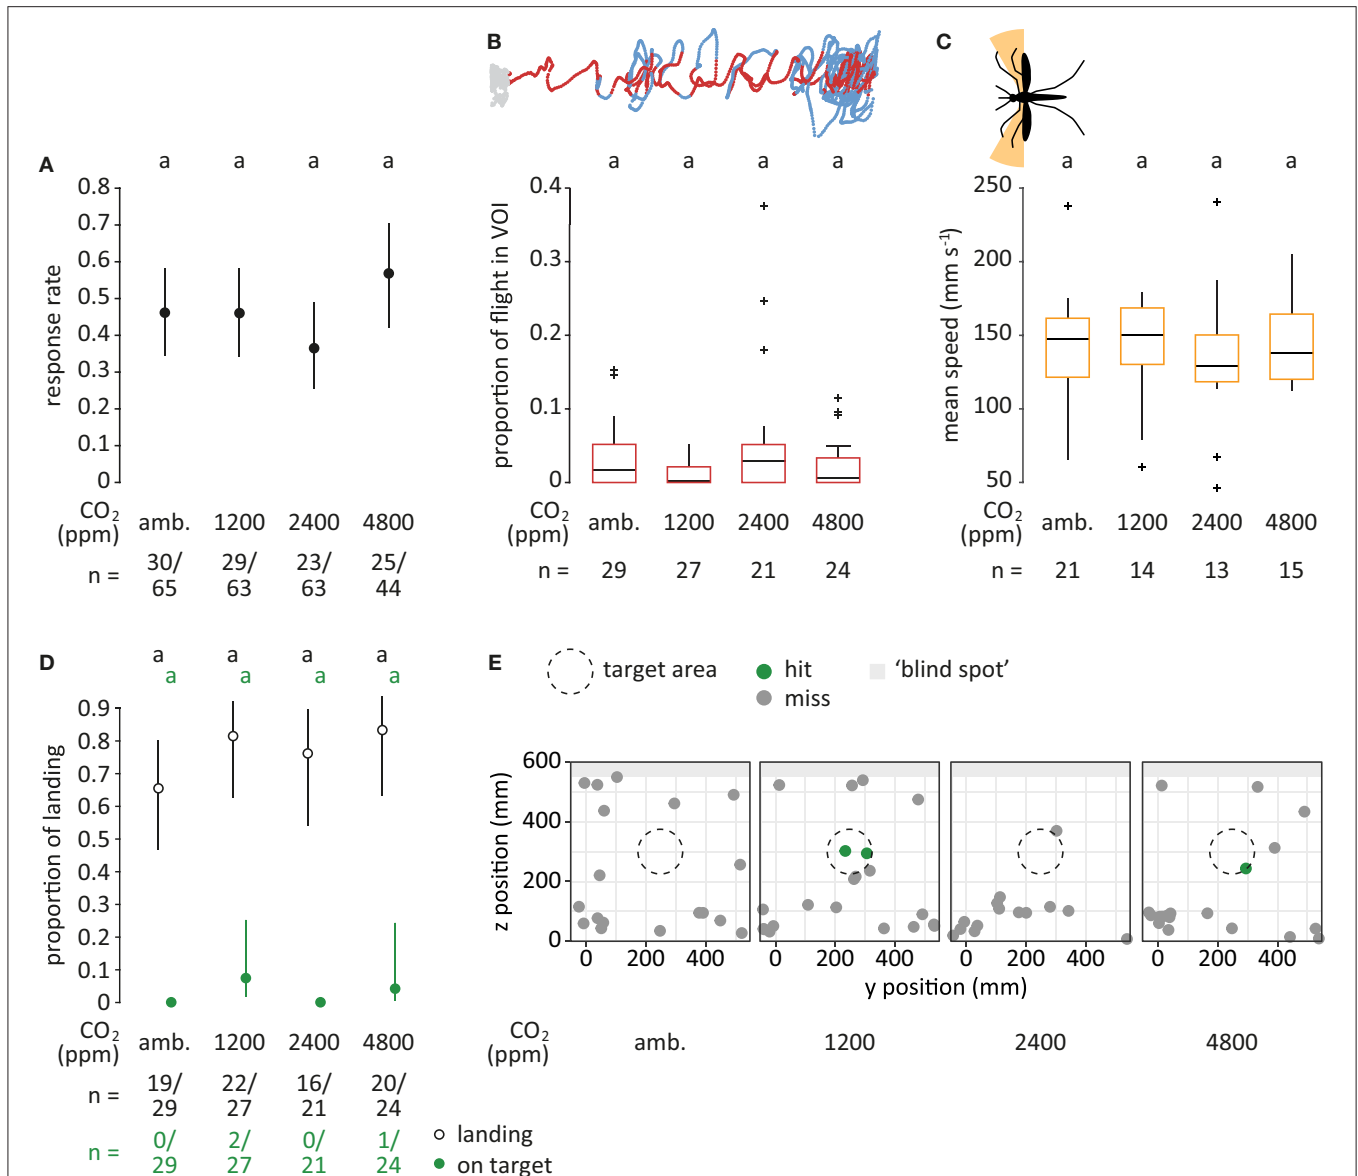 B
C
A
a a a a
response rate
0.8
0.7
0.6
0.5
0.4
0.3
0.2
0.1
0
CO2 (ppm) amb. 1200 2400 4800
n = 30/65 29/63 23/63 25/44
a a a a
proportion of flight in VOI
0.4
0.3
0.2
0.1
0
CO2 (ppm) amb. 1200 2400 4800
n = 29 27 21 24
a a a a
mean speed (mm s-1)
250
200
150
100
50
CO2 (ppm) amb. 1200 2400 4800
n = 21 14 13 15
D
a a a a
a a a a
proportion of landing
0.9
0.8
0.7
0.6
0.5
0.4
0.3
0.2
0.1
0
CO2 (ppm) amb. 1200 2400 4800
n = 19/29 22/27 16/21 20/24
n = 0/29 2/27 0/21 1/24
landing
on target
E
target area
hit
miss
'blind spot'
z position (mm)
600
400
200
0
0 200 400 0 200 400 0 200 400 0 200 400
y position (mm)
CO2 (ppm) amb. 1200 2400 4800